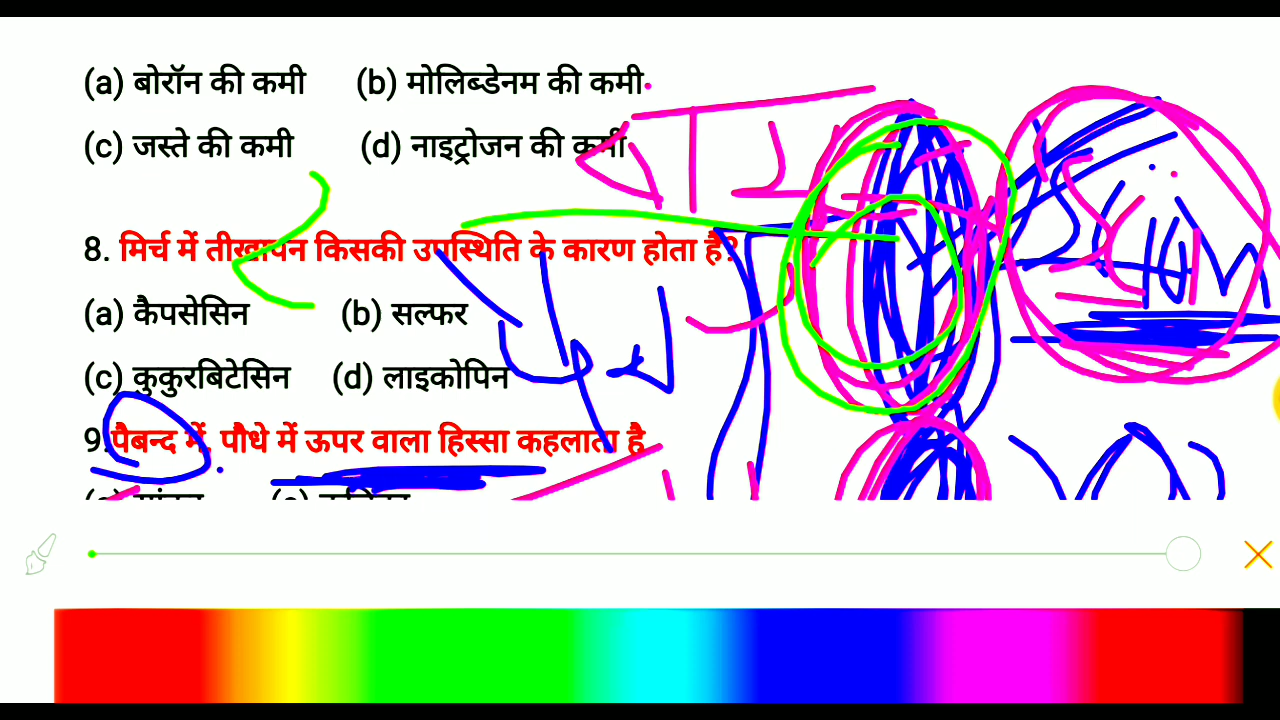 (a) बोरॉन की कमी (b) मोलिब्डेनम की कमी
(c) जस्ते की कमी (d) नाइट्रोजन की कमी
8. मिर्च में तीखापन किसकी उपस्थिति के कारण होता है?
(a) कैपसेसिन (b) सल्फर
(c) कुकुरबिटेसिन (d) लाइकोपिन
9. पैबन्द में, पौधे में ऊपर वाला हिस्सा कहलाता है